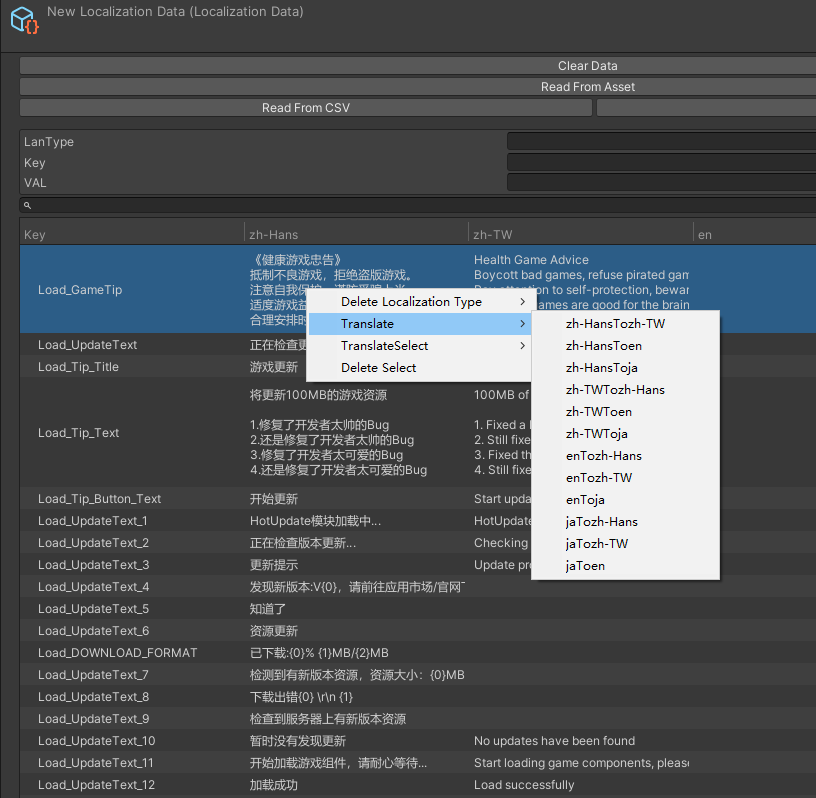 New Localization Data (Localization Data)
Clear Data
Read From Asset
Read From CSV
LanType
Key
VAL
Key zh-Hans zh-TW en
Load_GameTip
《健康游戏忠告》
抵制不良游戏，拒绝盗版游戏。
注意自我保护
适度游戏益
合理安排时
Health Game Advice
Boycott bad games, refuse pirated gam
to self-protection, bewar
ames are good for the brain
Delete Localization Type
Translate
TranslateSelect
Delete Select
zh-HansTozh-TW
zh-HansToen
zh-HansToja
zh-TWTozh-Hans
zh-TWToen
zh-TWToja
enTozh-Hans
enTozh-TW
enToja
jaTozh-Hans
jaTozh-TW
jaToen
Load_UpdateText 正在检查更
Load_Tip_Title 游戏更新
Load_Tip_Text
将更新100MB的游戏资源
1.修复了开发者太帅的Bug
2.还是修复了开发者太帅的Bug
3.修复了开发者太可爱的Bug
4.还是修复了开发者太可爱的Bug
100MB of
1. Fixed a
2. Still fixe
3. Fixed th
4. Still fixe
Load_Tip_Button_Text 开始更新 Start upda
Load_UpdateText_1 HotUpdate模块加载中... HotUpdate
Load_UpdateText_2 正在检查版本更新... Checking
Load_UpdateText_3 更新提示 Update pro
Load_UpdateText_4 发现新版本:V{0}，请前往应用市场/官网
Load_UpdateText_5 知道了
Load_UpdateText_6 资源更新
Load_DOWNLOAD_FORMAT 已下载:{0}% {1}MB/{2}MB
Load_UpdateText_7 检测到有新版本资源，资源大小：{0}MB
Load_UpdateText_8 下载出错{0} \r\n {1}
Load_UpdateText_9 检查到服务器上有新版本资源
Load_UpdateText_10 暂时没有发现更新 No updates have been found
Load_UpdateText_11 开始加载游戏组件，请耐心等待... Start loading game components, please
Load_UpdateText_12 加载成功 Load successfully